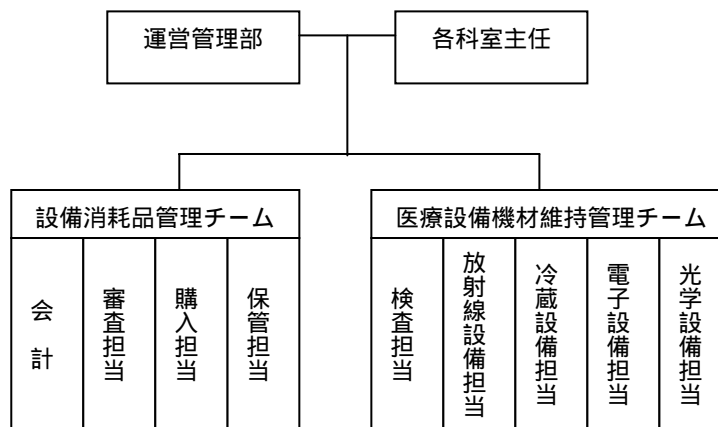 運営管理部
各科室主任
設備消耗品管理チーム
医療設備機材維持管理チーム
会計
審査担当
購入担当
保管担当
検査担当
放射線設備担当
冷蔵設備担当
電子設備担当
光学設備担当